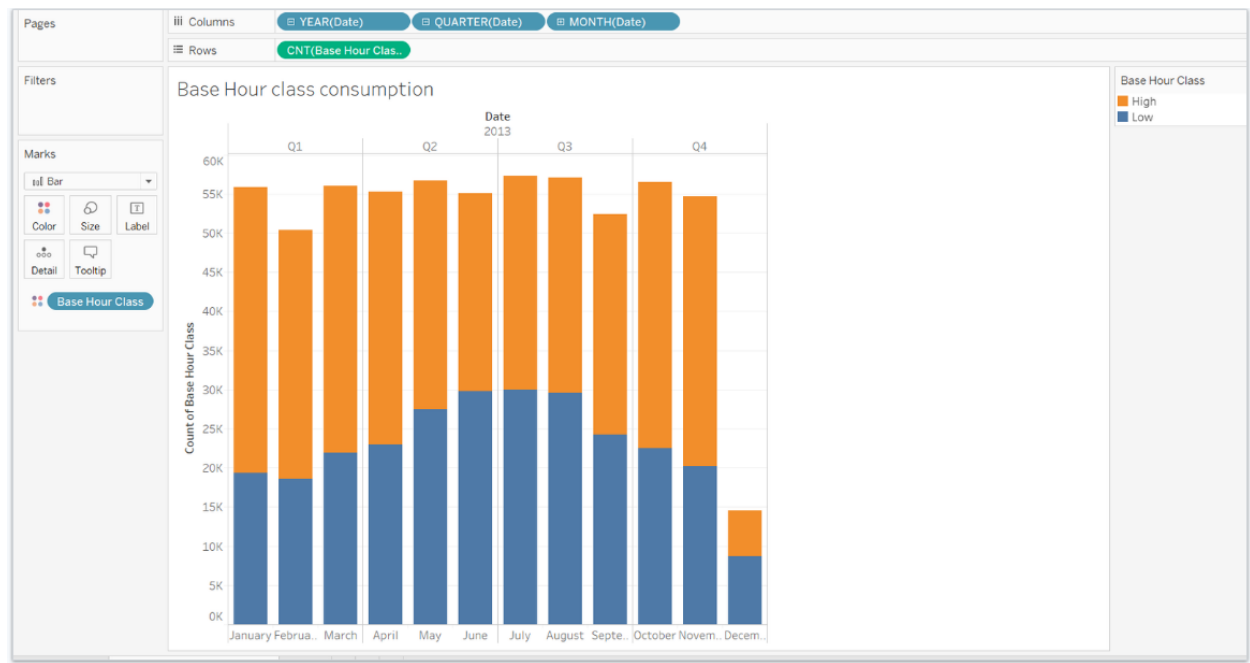 Pages
Columns
YEAR(Date)
QUARTER(Date)
MONTH(Date)
Rows
CNT(Base Hour Clas..
Filters
Marks
Bar
Color
Size
Label
Detail
Tooltip
Base Hour Class
Base Hour class consumption
Date
2013
Q1
Q2
Q3
Q4
60K
55K
50K
45K
40K
35K
30K
25K
20K
15K
10K
5K
0K
Count of Base Hour Class
January
Februa..
March
April
May
June
July
August
Septe..
October
Novem..
Decem..
Base Hour Class
High
Low